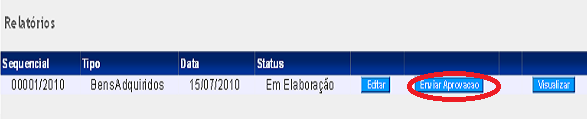 Relatórios
Sequencial Tipo Data Status
00001/2010 BensAdquiridos 15/07/2010 Em Elaboração Editar Enviar Aprovacao Visualizar